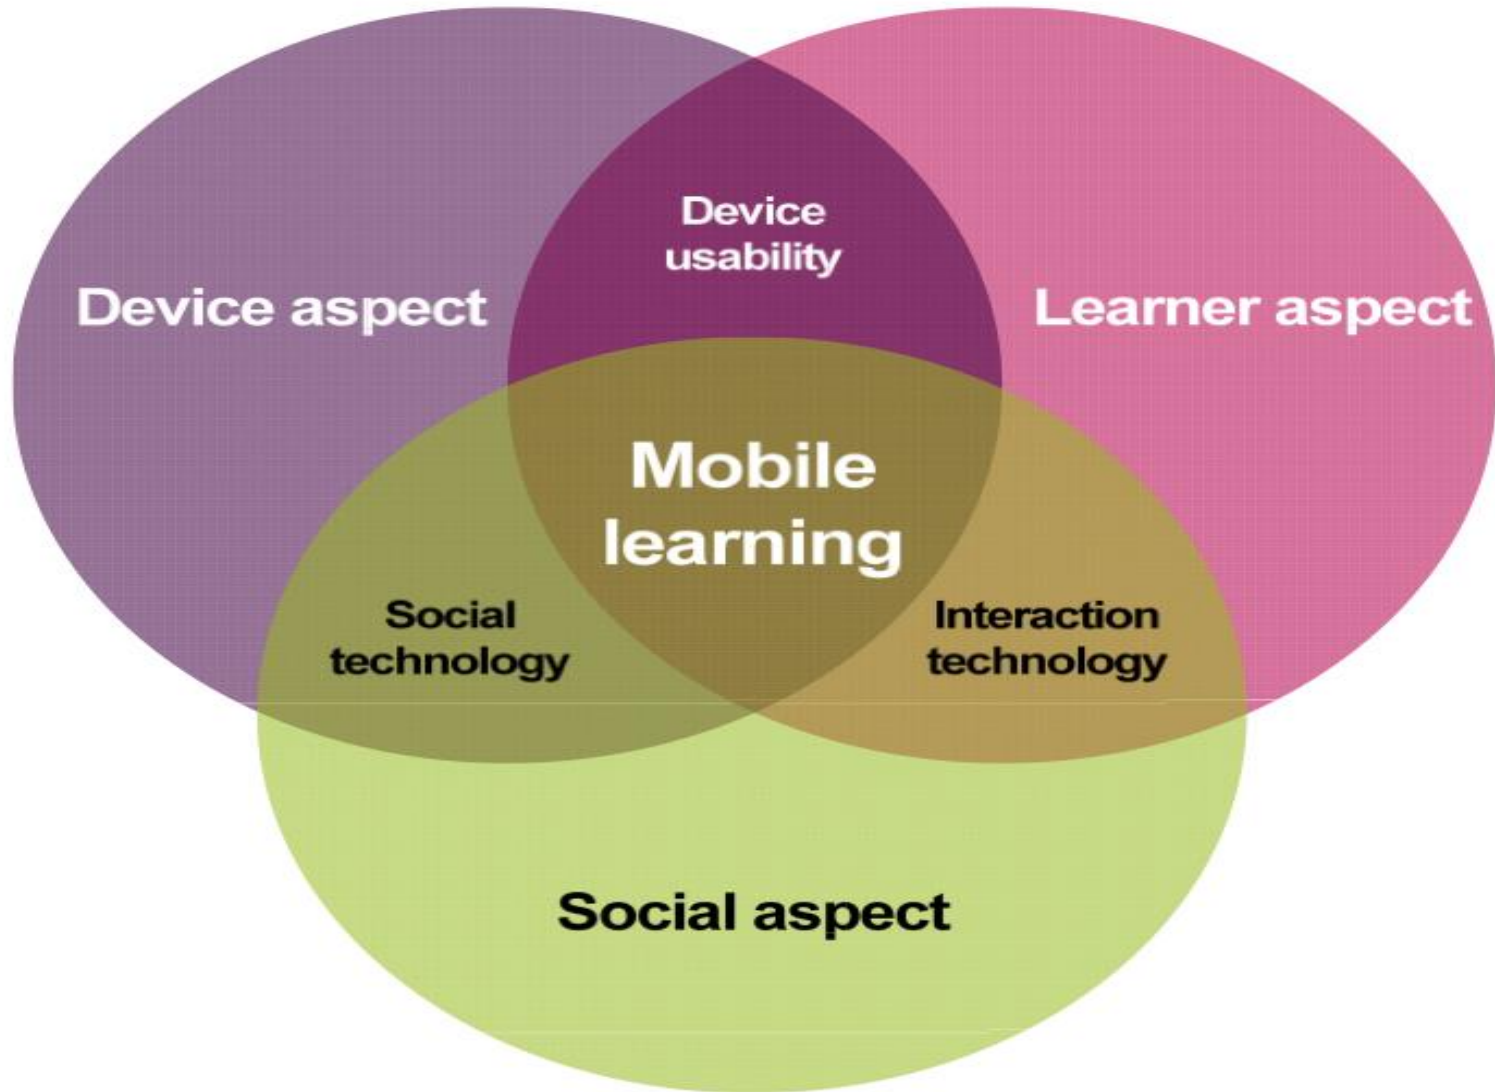 Device
usability
Device aspect
Learner aspect
Mobile
learning
Social
technology
Interaction
technology
Social aspect